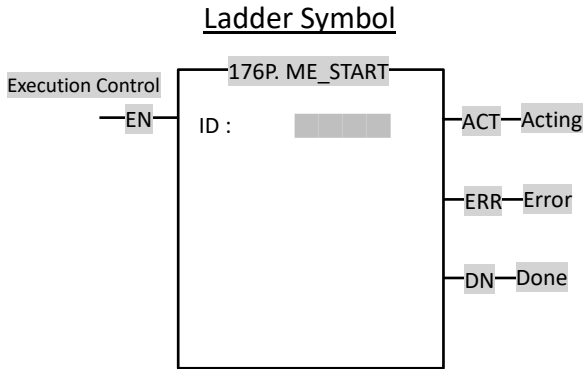 Ladder Symbol
176P. ME_START
Execution Control
EN
ID :
ACT Acting
ERR Error
DN Done